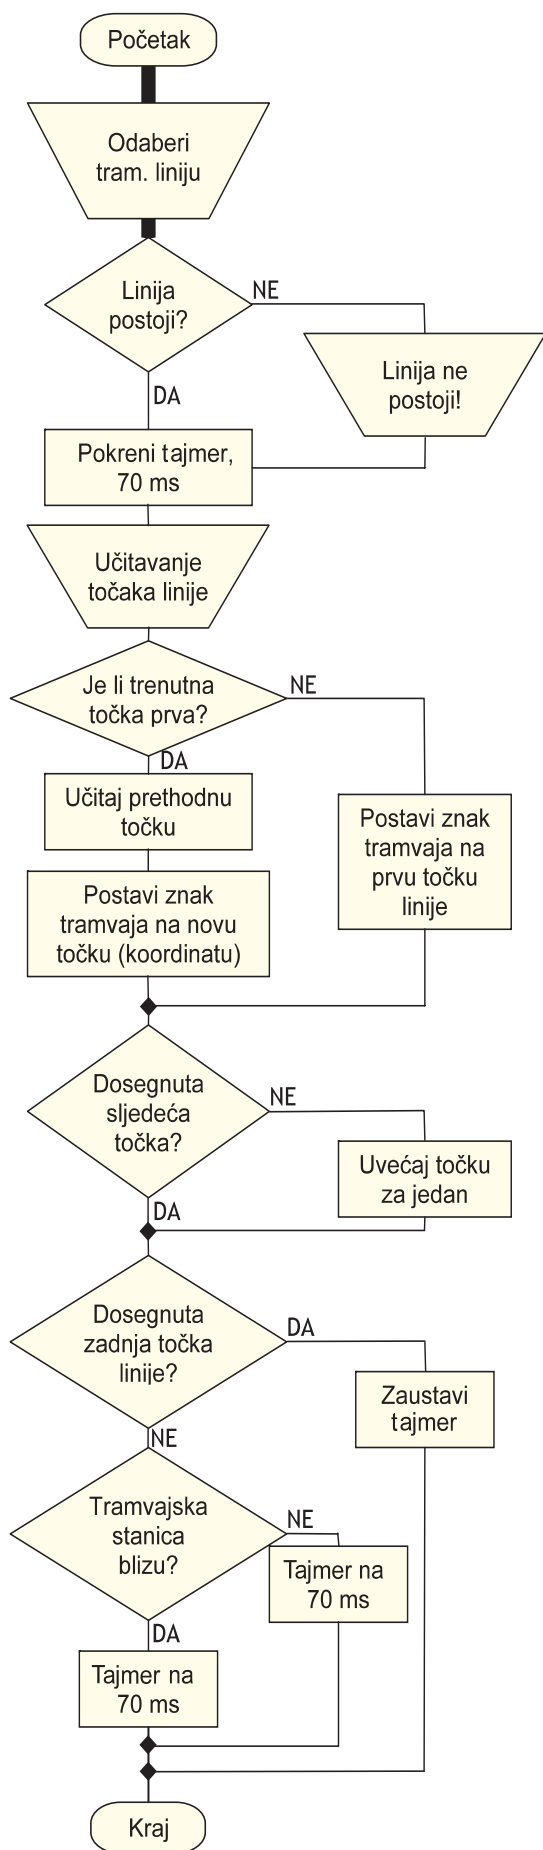 Početak
Odaberi
tram. liniju
Linija
postoji?
NE
Linija ne
postoji!
DA
Pokreni tajmer,
70 ms
Učitavanje
točaka linije
Je li trenutna
točka prva?
NE
DA
Učitaj prethodnu
točku
Postavi znak
tramvaja na
prvu točku
linije
Postavi znak
tramvaja na novu
točku (koordinatu)
Dosegnuta
sljedeća
točka?
NE
Uvećaj točku
za jedan
DA
Dosegnuta
zadnja točka
linije?
DA
Zaustavi
tajmer
NE
Tramvajska
stanica
blizu?
NE
Tajmer na
70 ms
DA
Tajmer na
70 ms
Kraj